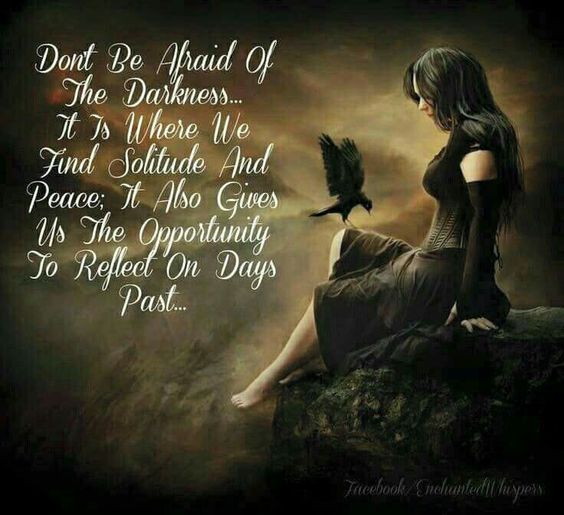 Dont Be Afraid Of
The Darkness...
It Is Where We
Find Solitude And
Peace; It Also Gives
Us The Opportunity
To Reflect On Days
Past...
Facebook/EnchantedWhispers